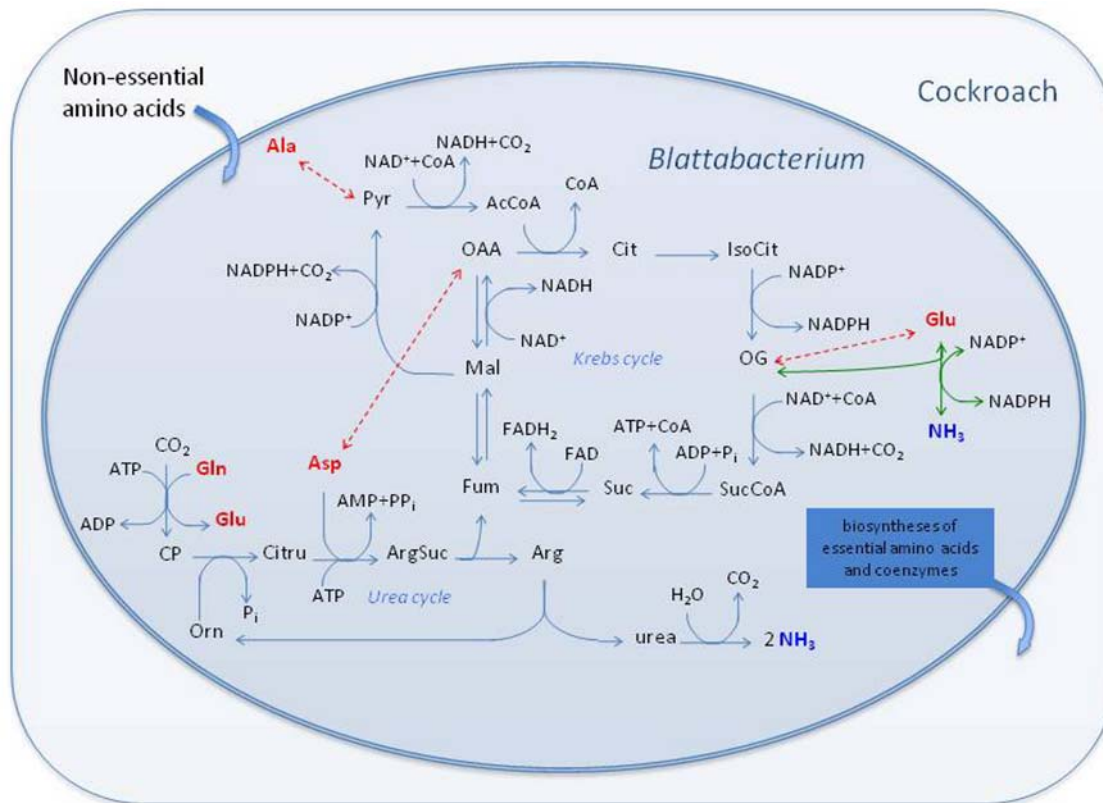 Non-essential
amino acids
Cockroach
Blattabacterium
Ala
NAD⁺+CoA
NADH+CO₂
Pyr
AcCoA
CoA
OAA
Cit
IsoCit
NADPH+CO₂
NADP⁺
NADH
NAD⁺
Mal
Krebs cycle
NADP⁺
NADPH
OG
Glu
NADP⁺
NADPH
NH₃
NAD⁺+CoA
NADH+CO₂
FADH₂
FAD
ATP+CoA
ADP+Pᵢ
Fum
Suc
SucCoA
CO₂
ATP
Gln
ADP
Glu
CP
Asp
AMP+PPᵢ
Citru
ATP
ArgSuc
Arg
Urea cycle
Pᵢ
Orn
H₂O
CO₂
urea
2 NH₃
biosyntheses of
essential amino acids
and coenzymes